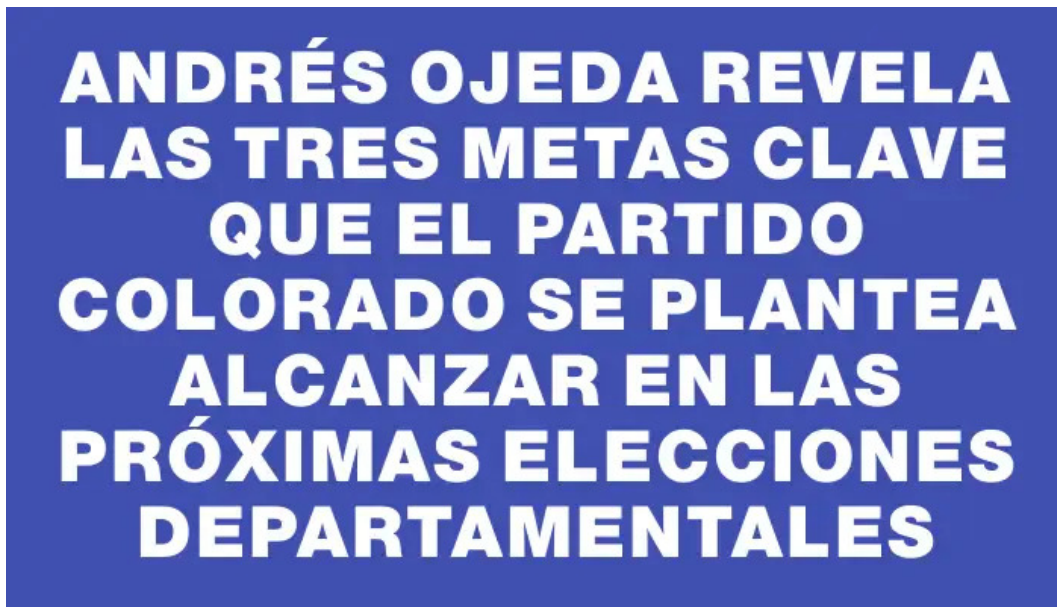 ANDRÉS OJEDA REVELA
LAS TRES METAS CLAVE
QUE EL PARTIDO
COLORADO SE PLANTEA
ALCANZAR EN LAS
PRÓXIMAS ELECCIONES
DEPARTAMENTALES